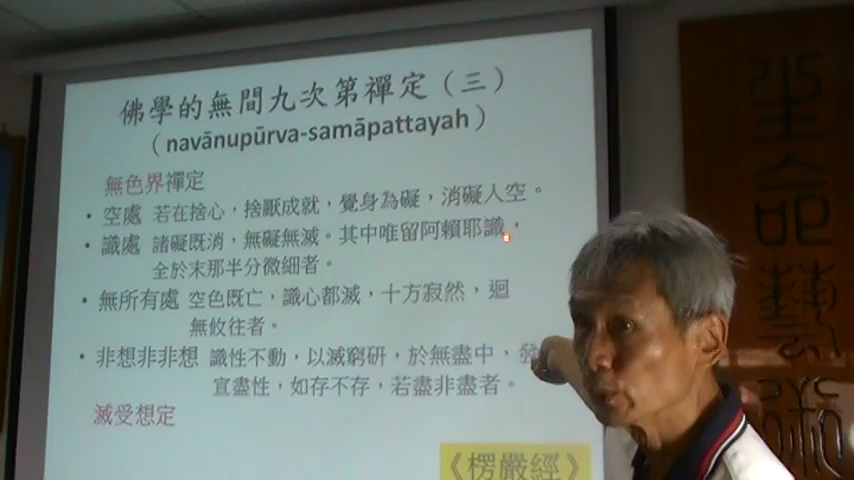 佛學的無間九次第禪定（三）
（navānupūrva-samāpattayah）
無色界禪定
• 空處 若在捨心，捨厭成就，覺身為礙，消礙入空。
• 識處 諸礙既消，無礙無滅。其中唯留阿賴耶識，
全於末那半分微細者。
• 無所有處 空色既亡，識心都滅，十方寂然，迥
無攸往者。
• 非想非非想 識性不動，以滅窮研，於無盡中，發
宣盡性，如存不存，若盡非盡者。
滅受想定
《楞嚴經》
生命藝術